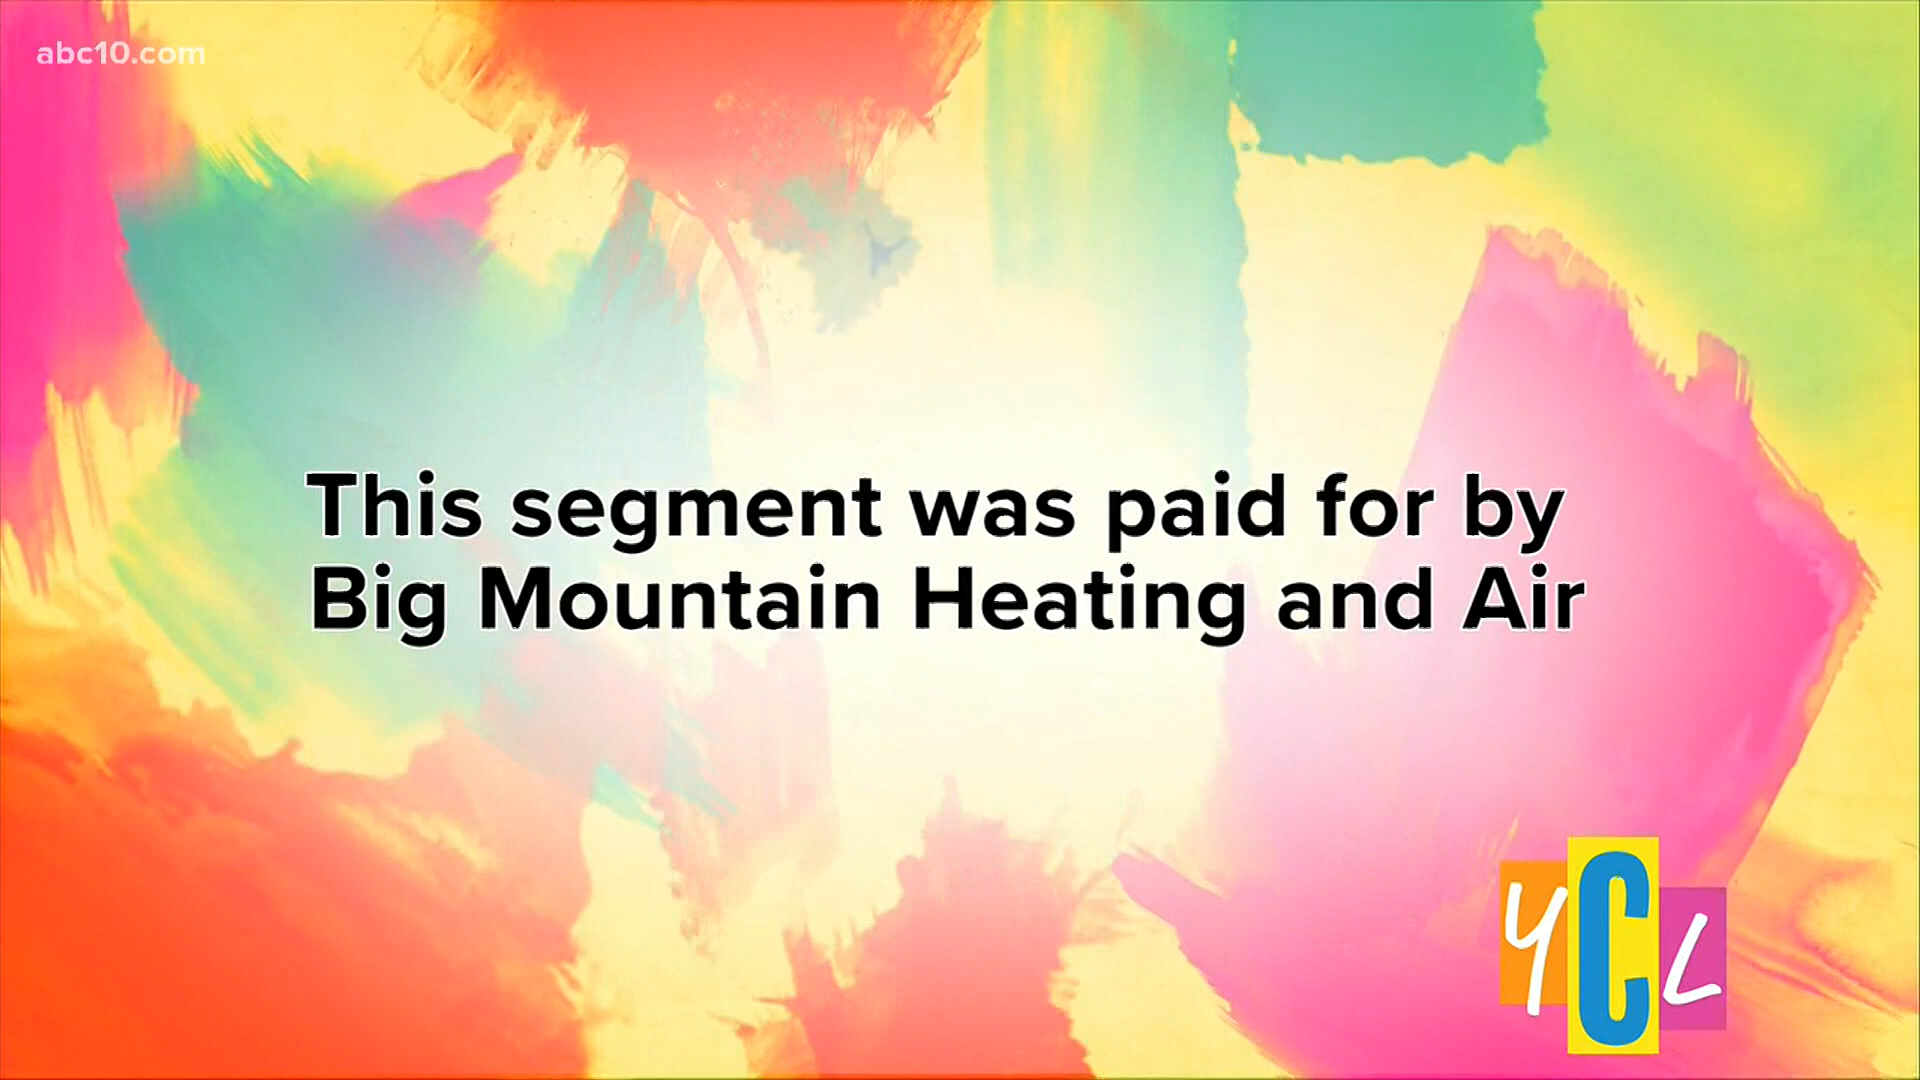 abc10.com
This segment was paid for by
Big Mountain Heating and Air
YCL